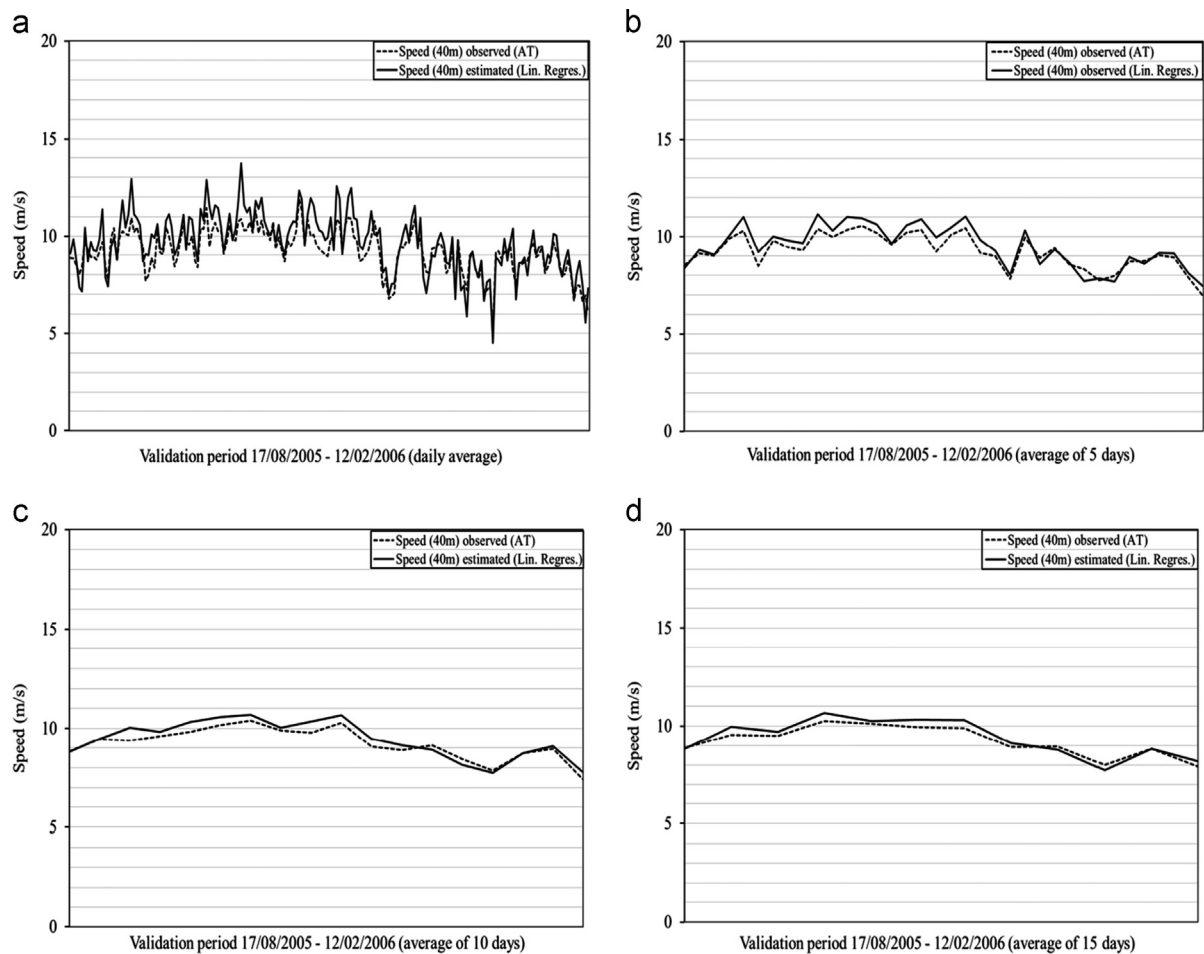 a
20
15
10
5
0
Speed (m/s)
Speed (40m) observed (AT)
Speed (40m) estimated (Lin. Regres.)
Validation period 17/08/2005 - 12/02/2006 (daily average)
b
20
15
10
5
0
Speed (m/s)
Speed (40m) observed (AT)
Speed (40m) observed (Lin. Regres.)
Validation period 17/08/2005 - 12/02/2006 (average of 5 days)
c
20
15
10
5
0
Speed (m/s)
Speed (40m) observed (AT)
Speed (40m) estimated (Lin. Regres.)
Validation period 17/08/2005 - 12/02/2006 (average of 10 days)
d
20
15
10
5
0
Speed (m/s)
Speed (40m) observed (AT)
Speed (40m) estimated (Lin. Regres.)
Validation period 17/08/2005 - 12/02/2006 (average of 15 days)